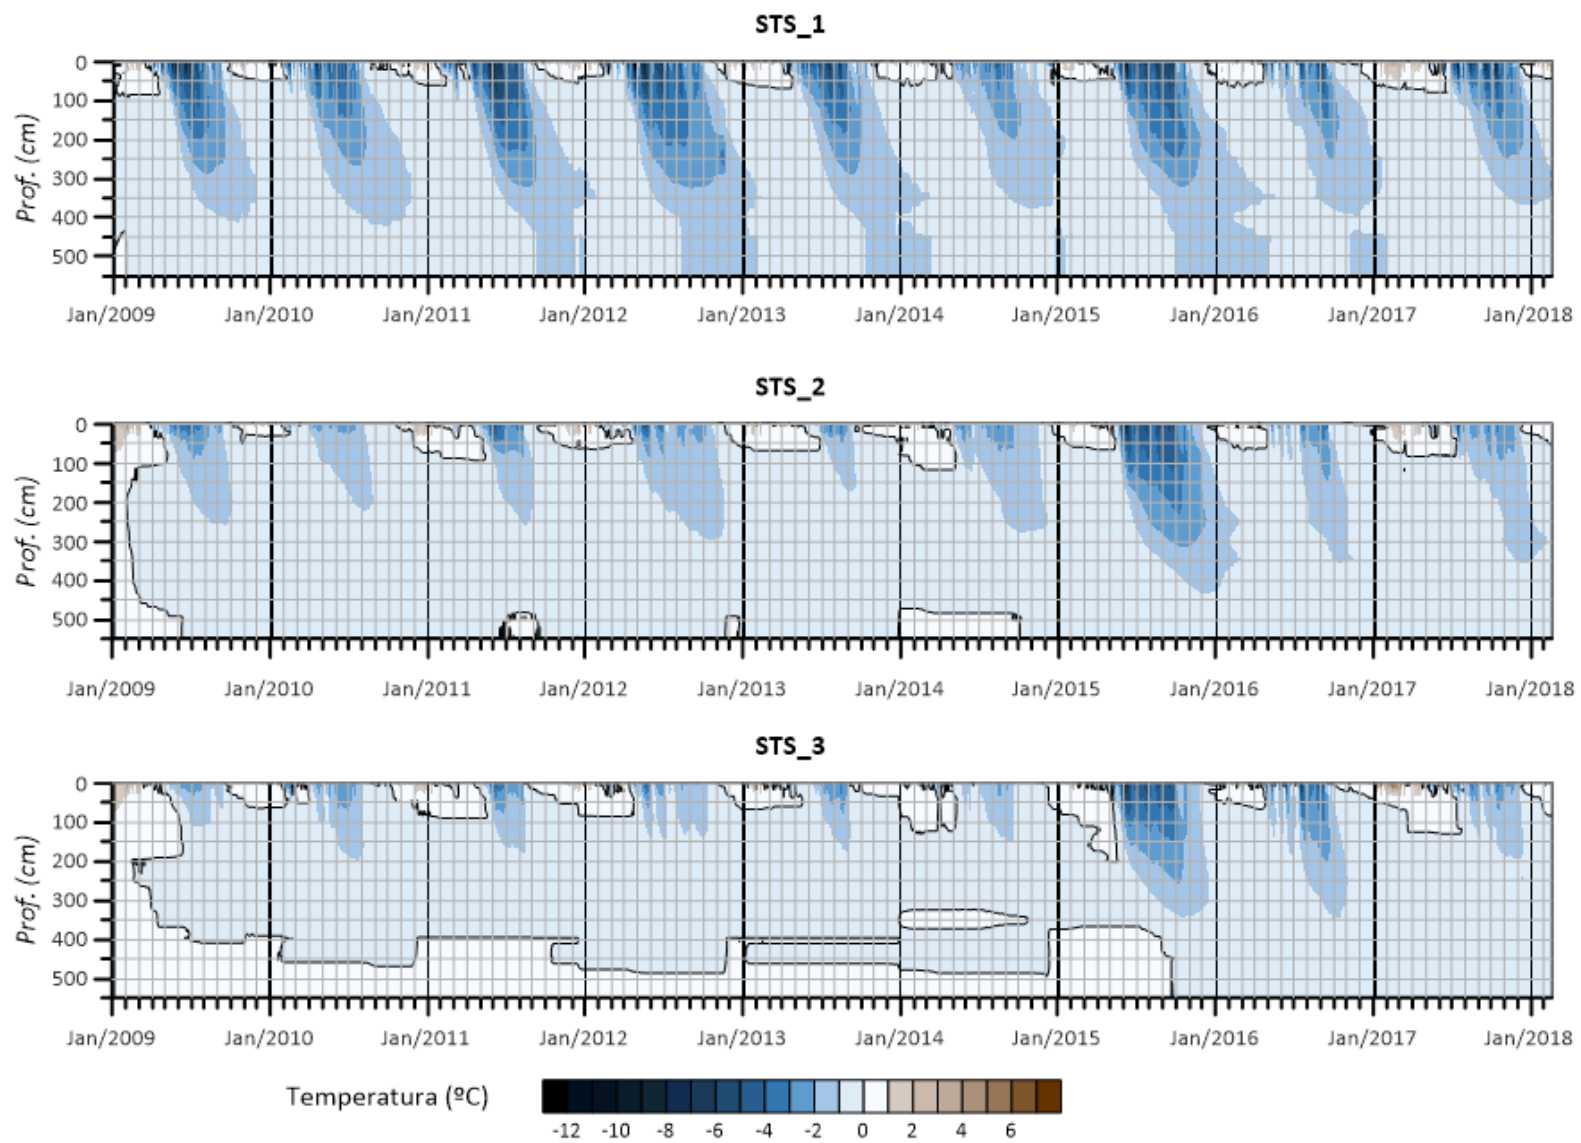 STS_1
0
100
200
300
400
500
Prof. (cm)
Jan/2009 Jan/2010 Jan/2011 Jan/2012 Jan/2013 Jan/2014 Jan/2015 Jan/2016 Jan/2017 Jan/2018
STS_2
0
100
200
300
400
500
Prof. (cm)
Jan/2009 Jan/2010 Jan/2011 Jan/2012 Jan/2013 Jan/2014 Jan/2015 Jan/2016 Jan/2017 Jan/2018
STS_3
0
100
200
300
400
500
Prof. (cm)
Jan/2009 Jan/2010 Jan/2011 Jan/2012 Jan/2013 Jan/2014 Jan/2015 Jan/2016 Jan/2017 Jan/2018
Temperatura (ºC)
-12 -10 -8 -6 -4 -2 0 2 4 6